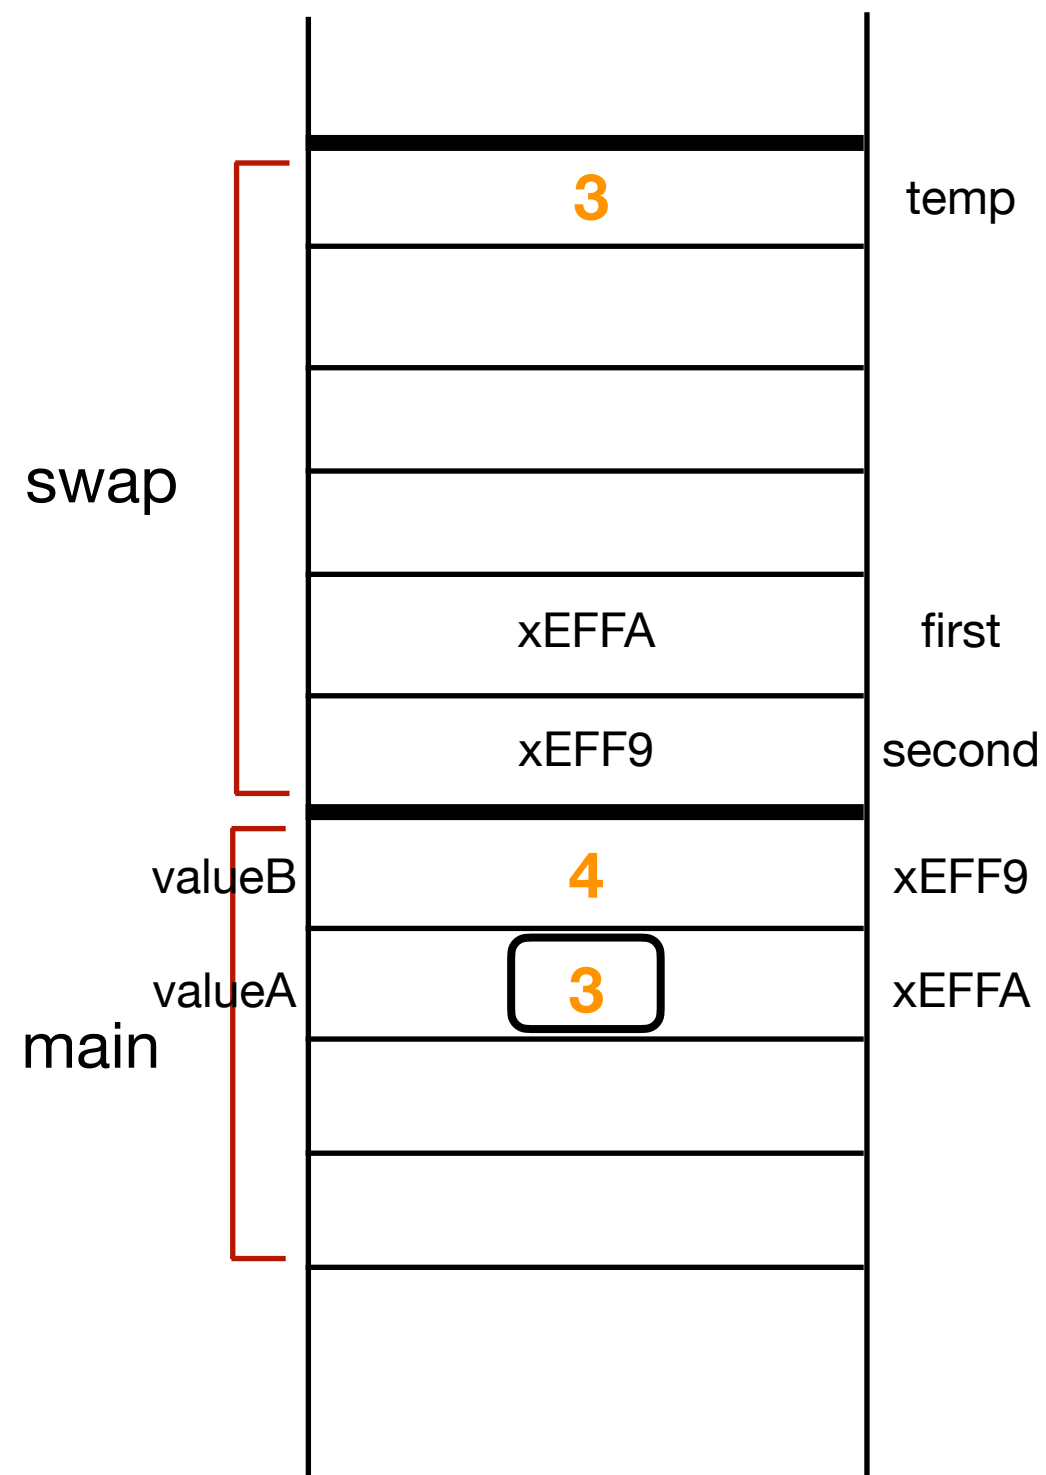 3 temp
swap
xEFFA first
xEFF9 second
valueB 4 xEFF9
valueA 3 xEFFA
main